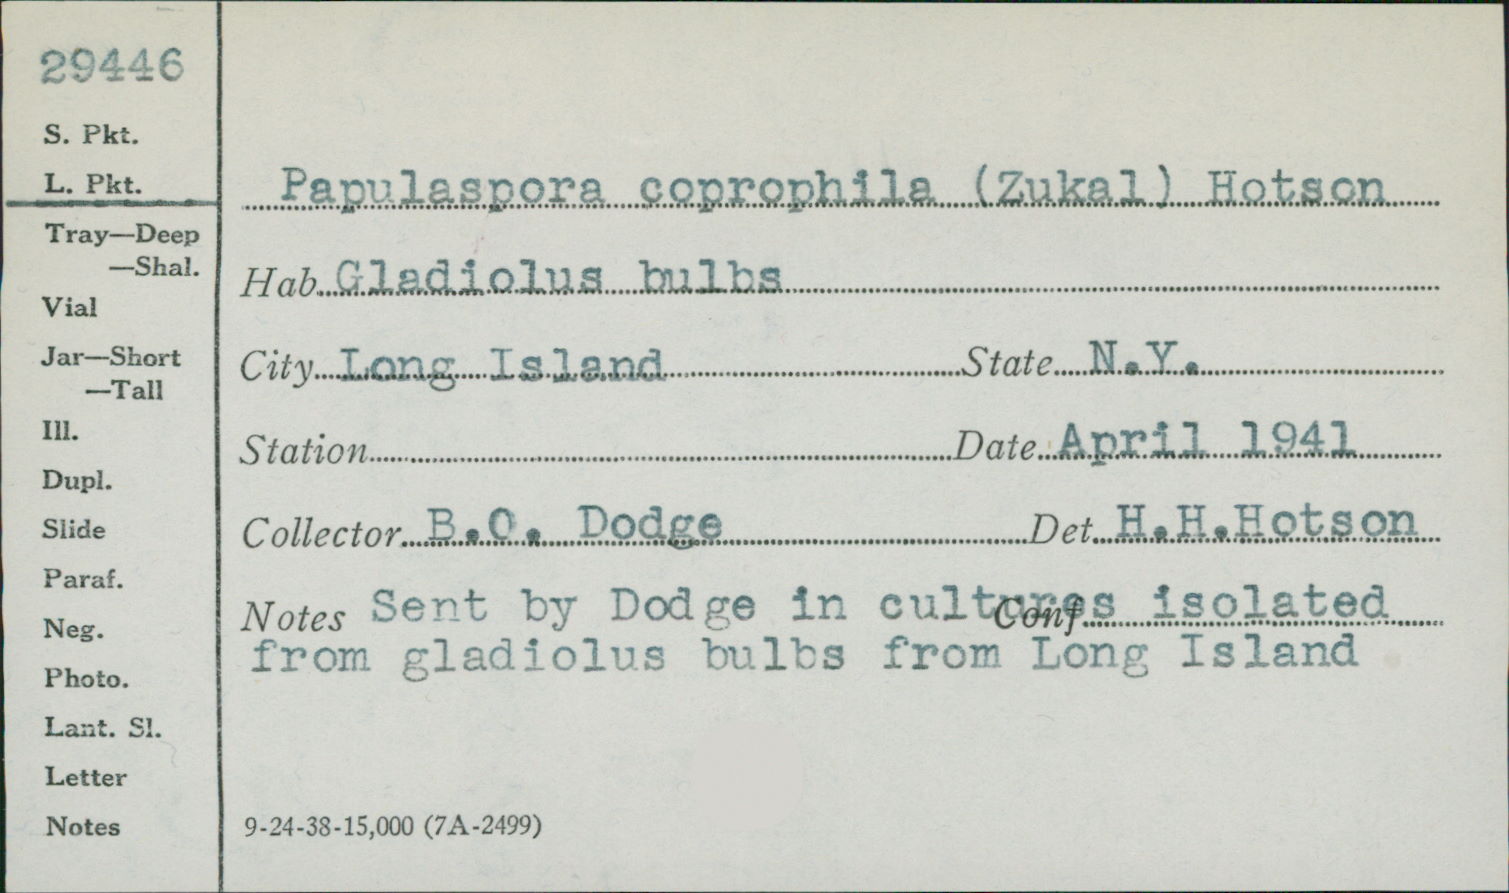 29446
S. Pkt.
L. Pkt.
Tray—Deep
—Shal.
Vial
Jar—Short
—Tall
Ill.
Dupl.
Slide
Paraf.
Neg.
Photo.
Lant. Sl.
Letter
Notes
Papulaspora coprophila (Zukal) Hotson
Hab Gladiolus bulbs
City Long Island State N.Y.
Station Date April 1941
Collector B.O. Dodge Det. H.H.Hotson
Notes Sent by Dodge in cultures isolated
Conf
from gladiolus bulbs from Long Island
9-24-38-15,000 (7A-2499)